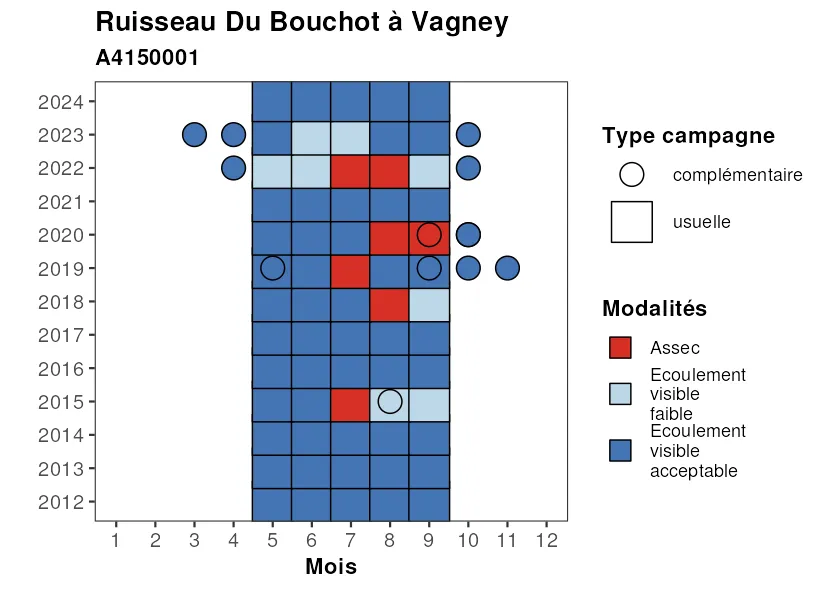 Ruisseau Du Bouchot à Vagney
A4150001
2024
2023
2022
2021
2020
2019
2018
2017
2016
2015
2014
2013
2012
1 2 3 4 5 6 7 8 9 10 11 12
Mois
Type campagne
complémentaire
usuelle
Modalités
Assec
Ecoulement
visible
faible
Ecoulement
visible
acceptable